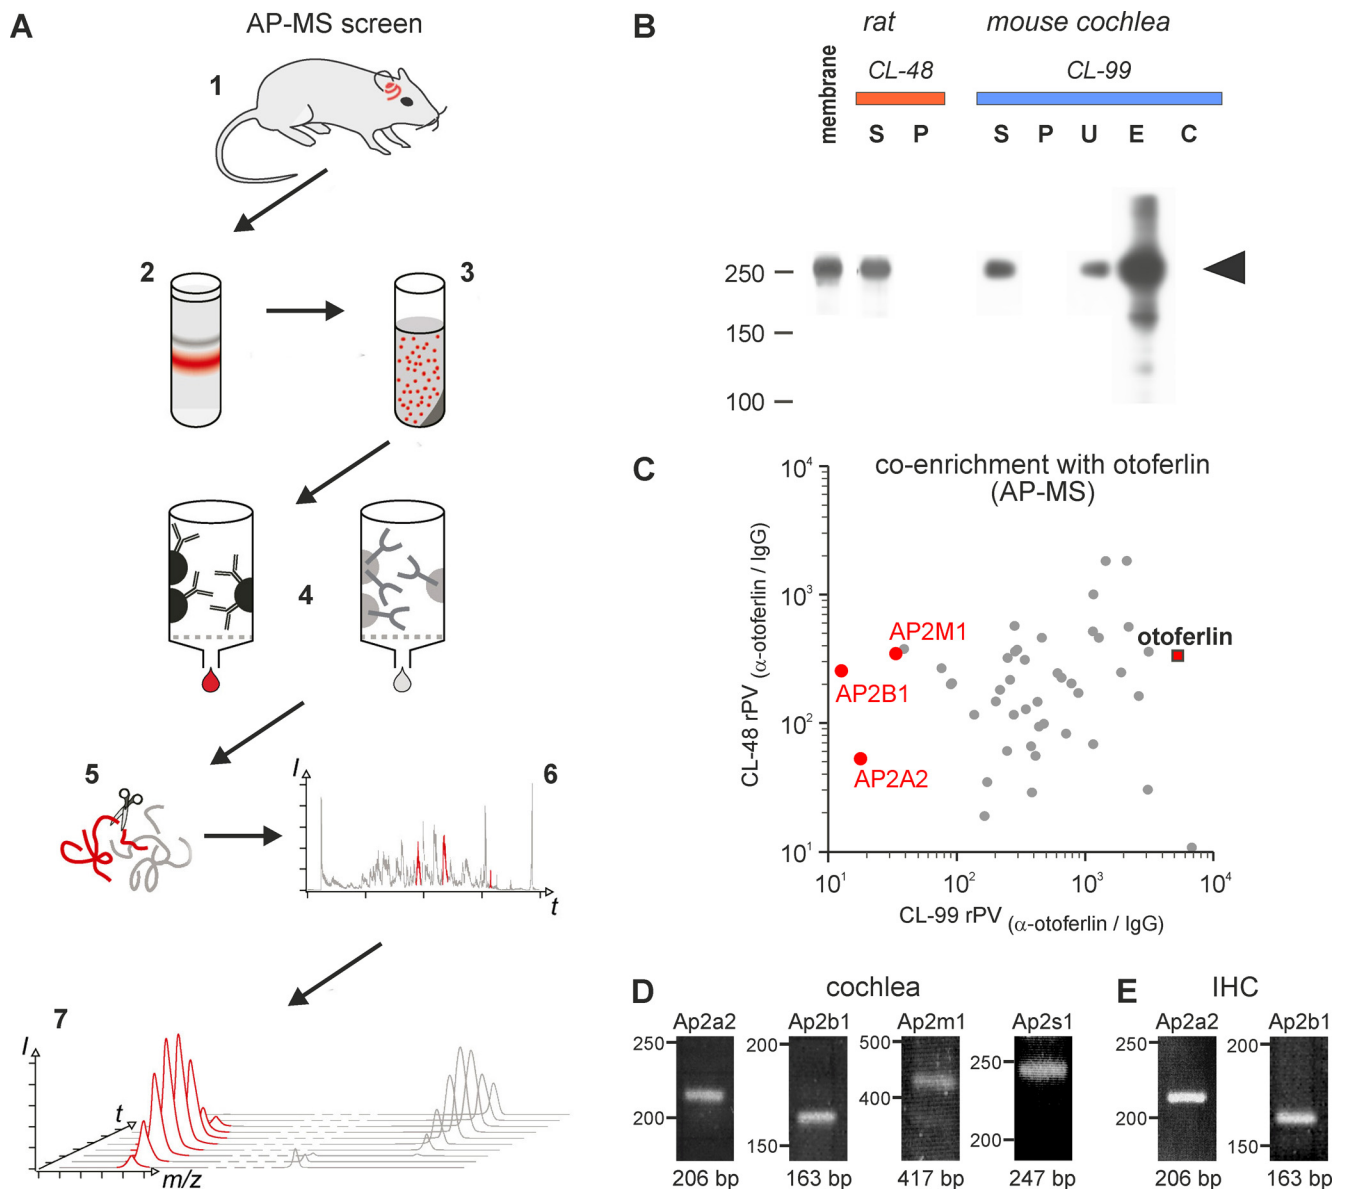 A
AP-MS screen
1
2
3
4
5
6
I
t
7
I
t
m/z
B
rat
mouse cochlea
membrane
CL-48
CL-99
S P
S P U E C
250
150
100
C
co-enrichment with otoferlin
(AP-MS)
CL-48 rPV (α-otoferlin / IgG)
10⁴
10³
10²
10¹
AP2M1
AP2B1
AP2A2
otoferlin
10¹ 10² 10³ 10⁴
CL-99 rPV (α-otoferlin / IgG)
D
cochlea
Ap2a2 Ap2b1 Ap2m1 Ap2s1
250
200
200
150
500
400
250
200
206 bp 163 bp 417 bp 247 bp
E
IHC
Ap2a2 Ap2b1
250
200
200
150
206 bp 163 bp